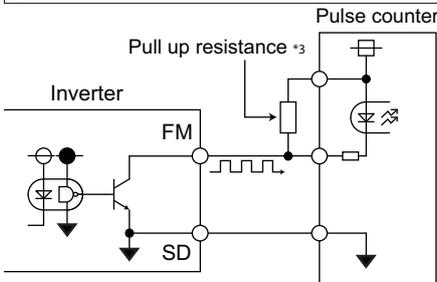 Pulse counter
Pull up resistance *3
Inverter
FM
SD